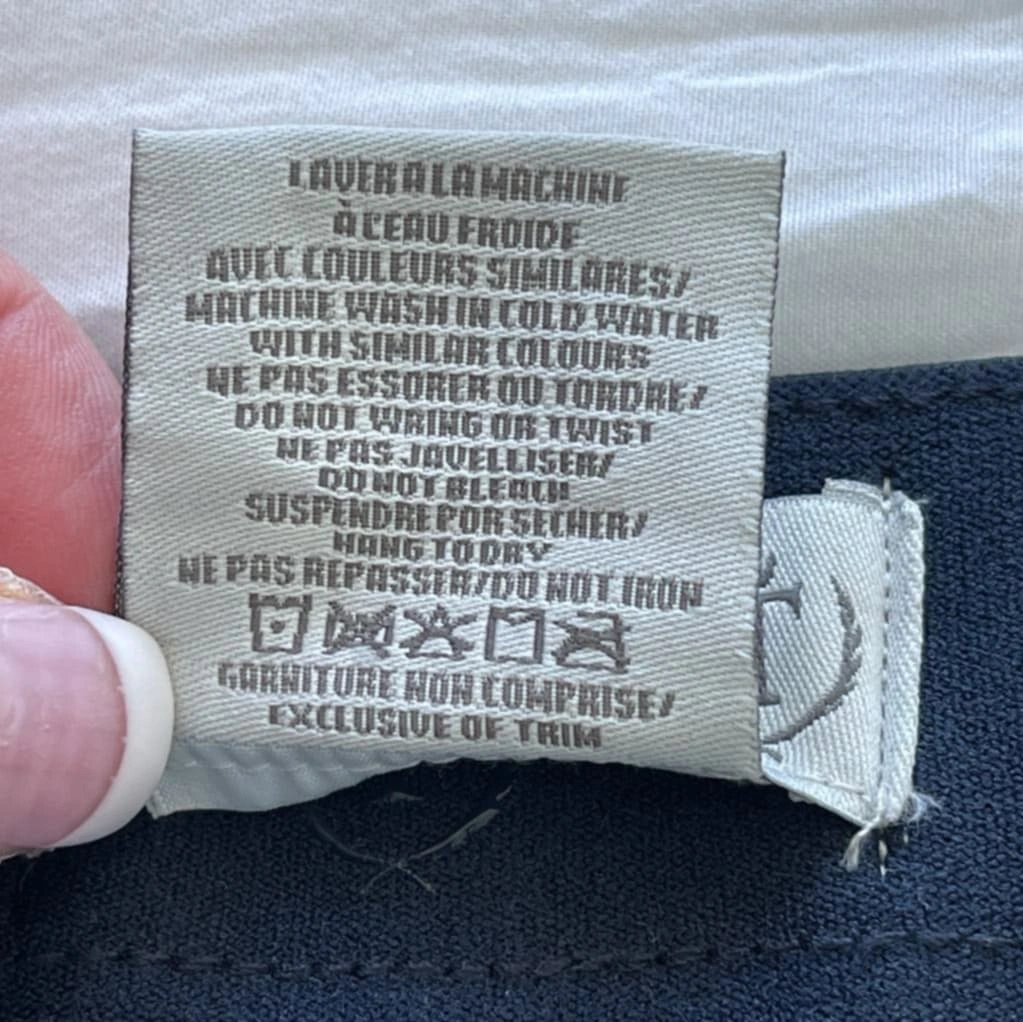 LAVER A LA MACHINE
À L'EAU FROIDE
AVEC COULEURS SIMILARES/
MACHINE WASH IN COLD WATER
WITH SIMILAR COLOURS
NE PAS ESSORER OU TORDRE/
DO NOT WRING OR TWIST
NE PAS JAVELLISER/
DO NOT BLEACH
SUSPENDRE POR SECHER/
HANG TO DRY
NE PAS REPASSER/DO NOT IRON
GARNITURE NON COMPRISE/
EXCLUSIVE OF TRIM